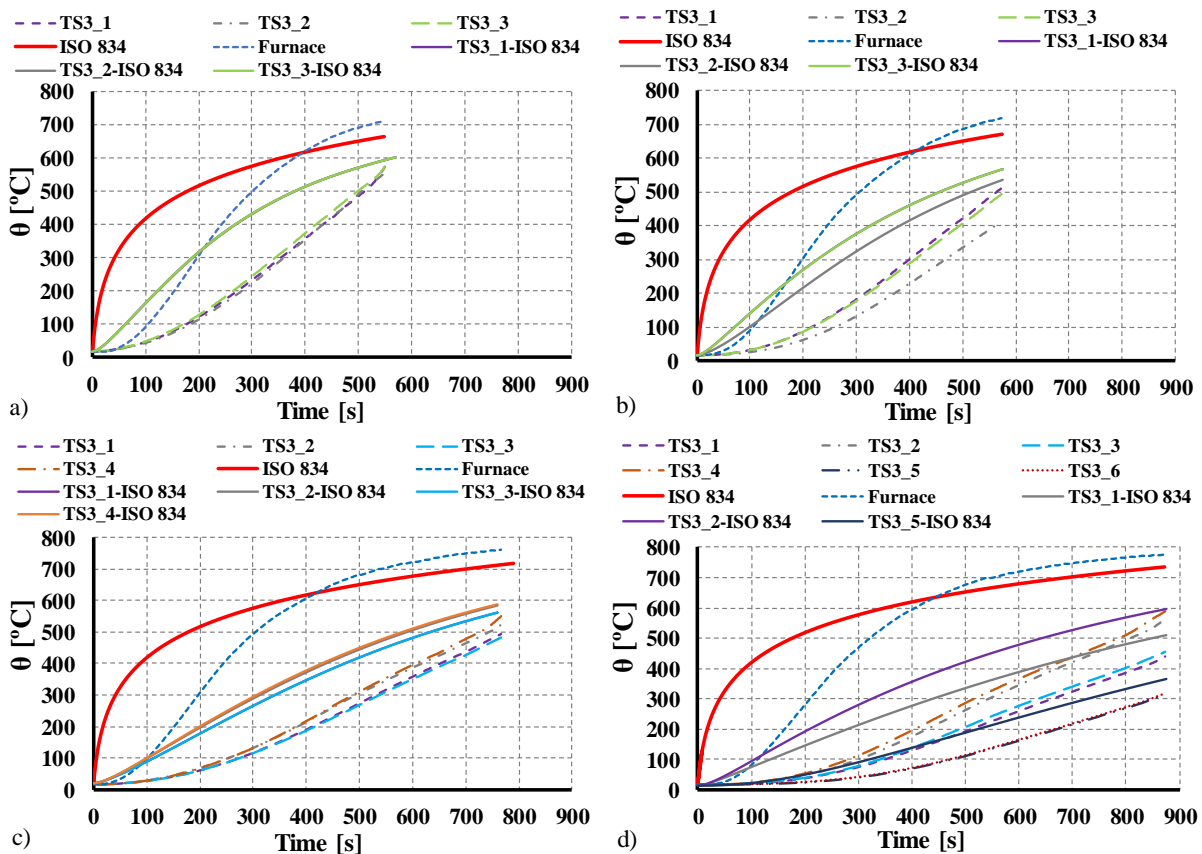 TS3_1 TS3_2 TS3_3
ISO 834 Furnace TS3_1-ISO 834
TS3_2-ISO 834 TS3_3-ISO 834
800
700
600
500
400
300
200
100
0
θ [ºC]
0 100 200 300 400 500 600 700 800 900
Time [s]
a)
TS3_1 TS3_2 TS3_3
ISO 834 Furnace TS3_1-ISO 834
TS3_2-ISO 834 TS3_3-ISO 834
800
700
600
500
400
300
200
100
0
θ [ºC]
0 100 200 300 400 500 600 700 800 900
Time [s]
b)
TS3_1 TS3_2 TS3_3
TS3_4 ISO 834 Furnace
TS3_1-ISO 834 TS3_2-ISO 834 TS3_3-ISO 834
TS3_4-ISO 834
800
700
600
500
400
300
200
100
0
θ [ºC]
0 100 200 300 400 500 600 700 800 900
Time [s]
c)
TS3_1 TS3_2 TS3_3
TS3_4 TS3_5 TS3_6
ISO 834 Furnace TS3_1-ISO 834
TS3_2-ISO 834 TS3_5-ISO 834
800
700
600
500
400
300
200
100
0
θ [ºC]
0 100 200 300 400 500 600 700 800 900
Time [s]
d)